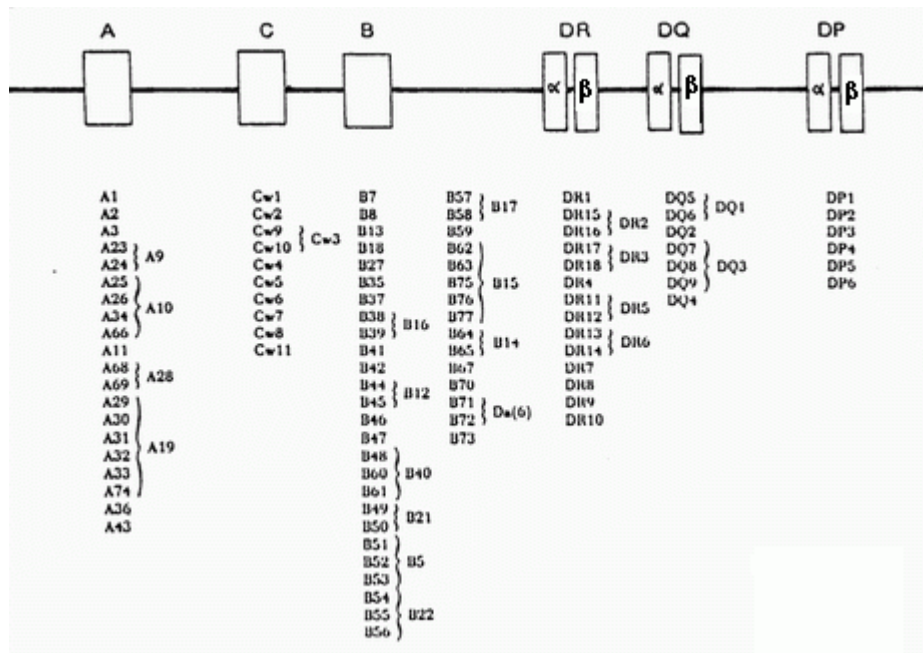 A C B DR DQ DP
α β α β α β
A1
A2
A3
A23
A24
A9
A25
A26
A34
A66
A10
A11
A68
A69
A28
A29
A30
A31
A32
A33
A74
A19
A36
A43
Cw1
Cw2
Cw9
Cw10
Cw3
Cw4
Cw5
Cw6
Cw7
Cw8
Cw11
B7
B8
B13
B18
B27
B35
B37
B38
B39
B16
B41
B42
B44
B45
B12
B46
B47
B48
B60
B61
B40
B49
B50
B21
B51
B52
B53
B5
B54
B55
B56
B22
B57
B58
B17
B59
B62
B63
B75
B76
B77
B15
B64
B65
B14
B67
B70
B71
B72
Da(6)
B73
DR1
DR15
DR16
DR2
DR17
DR18
DR3
DR4
DR11
DR12
DR5
DR13
DR14
DR6
DR7
DR8
DR9
DR10
DQ5
DQ6
DQ1
DQ2
DQ7
DQ8
DQ9
DQ3
DQ4
DP1
DP2
DP3
DP4
DP5
DP6